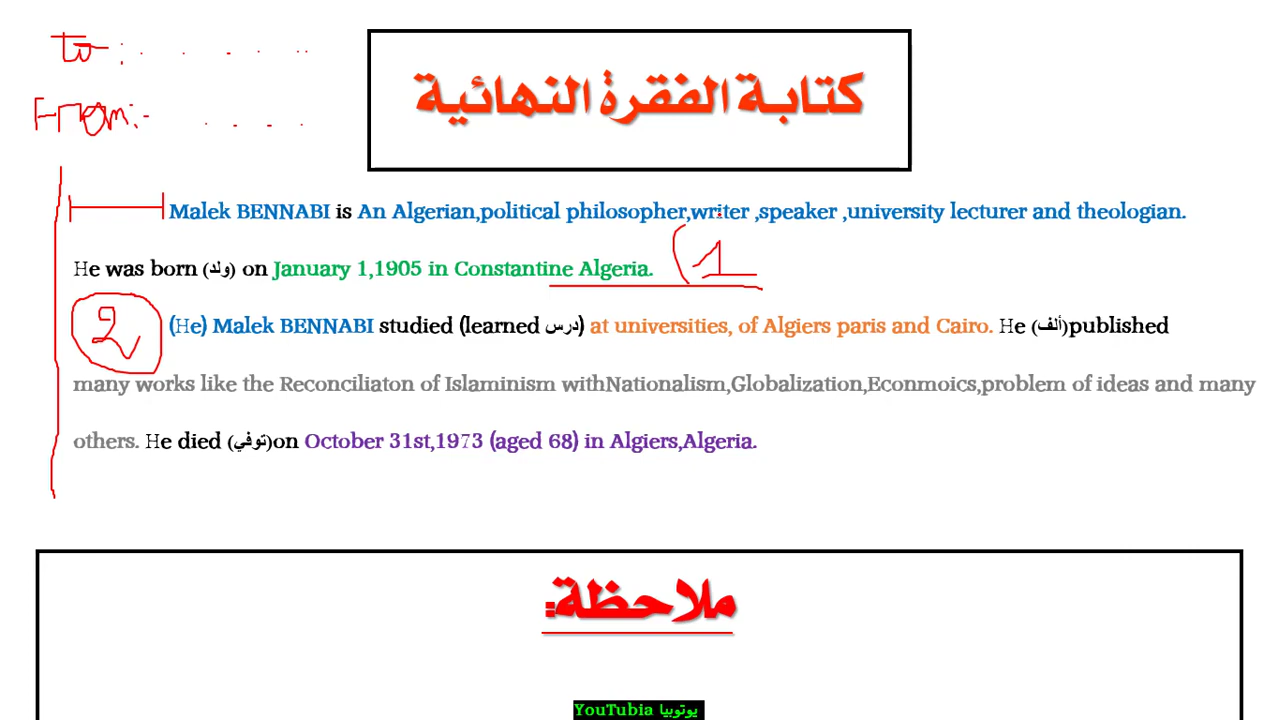 to: . . . . . .
كتابة الفقرة النهائية
From: - . . . .
Malek BENNABI is An Algerian,political philosopher,writer ,speaker ,university lecturer and theologian.
He was born (ولد) on January 1,1905 in Constantine Algeria. (1
2 (He) Malek BENNABI studied (learned درس) at universities, of Algiers paris and Cairo. He (ألف)published
many works like the Reconciliaton of Islaminism withNationalism,Globalization,Econmoics,problem of ideas and many
others. He died (توفي)on October 31st,1973 (aged 68) in Algiers,Algeria.
ملاحظة:
YouTubia يوتوبيا